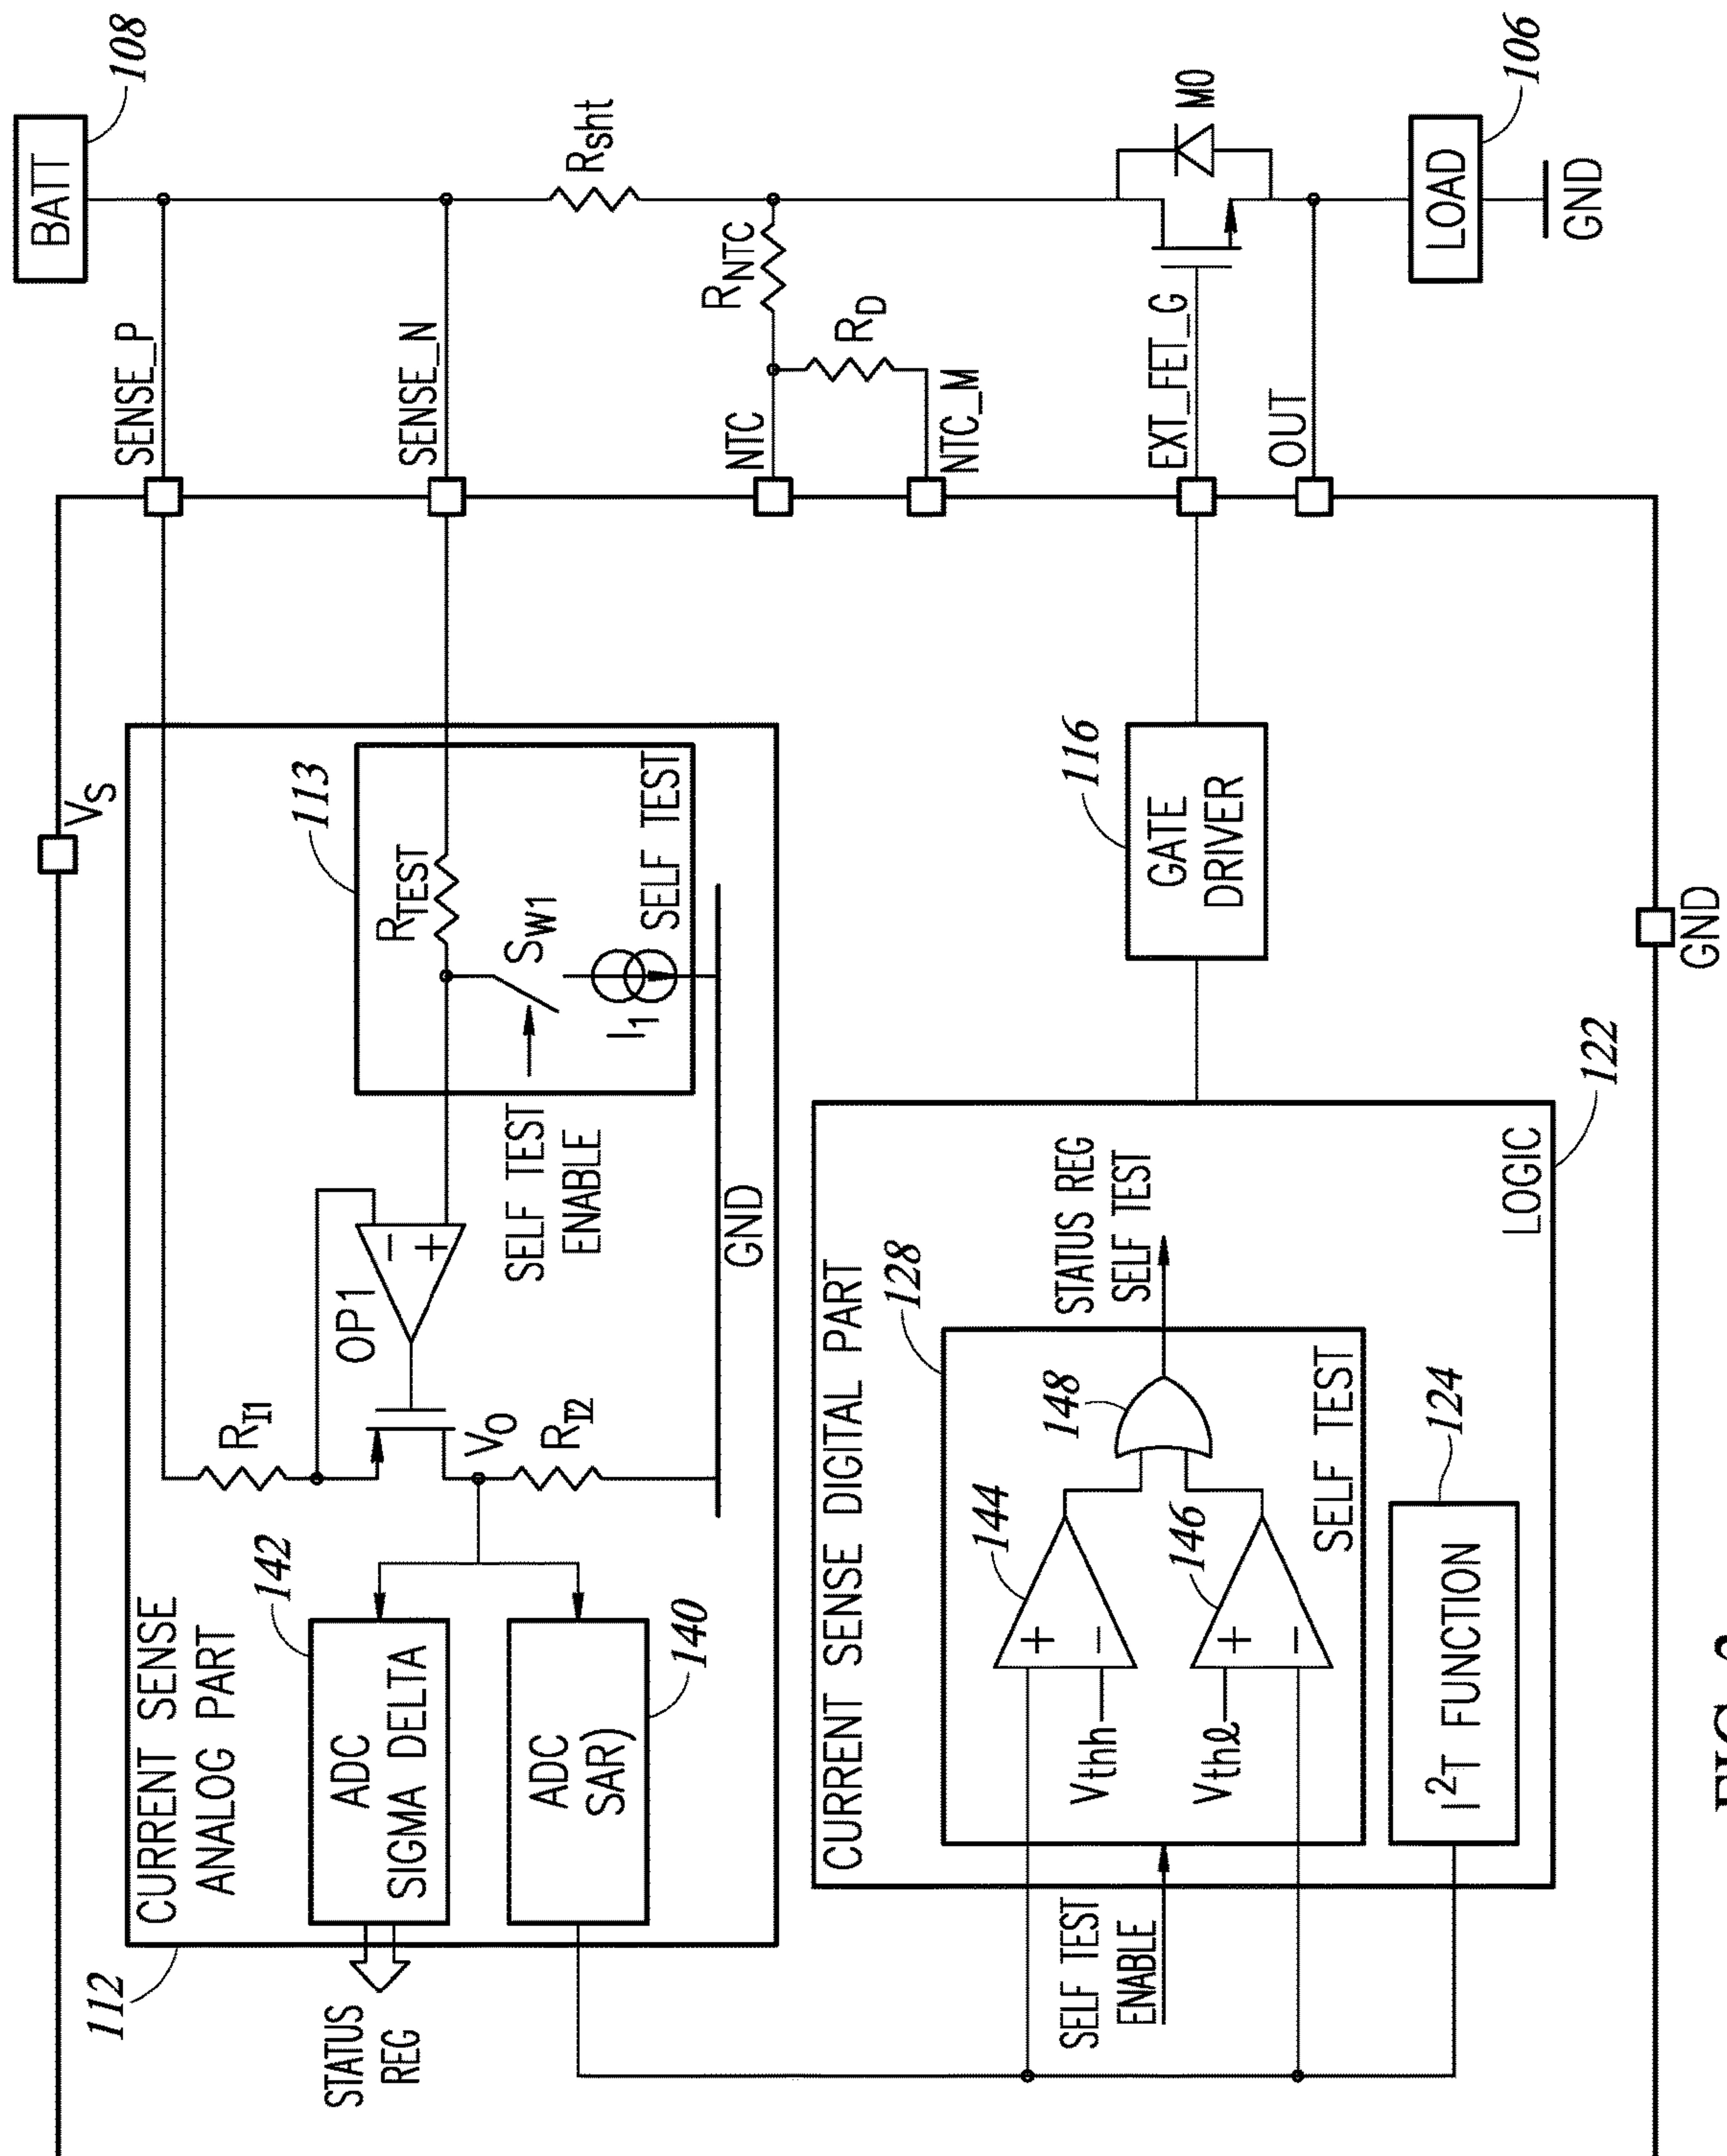 BATT
108
SENSE_P
SENSE_N
Rsht
RNTC
RD
NTC
NTC_M
EXT_FET_G
M0
OUT
LOAD
106
GND
VS
113
RTEST
SW1
I1
SELF TEST
SELF TEST
ENABLE
OP1
-
+
RI1
VO
RI2
GND
CURRENT SENSE
ANALOG PART
142
ADC
SIGMA DELTA
ADC
SAR)
140
112
STATUS
REG
116
GATE
DRIVER
GND
122
LOGIC
CURRENT SENSE DIGITAL PART
128
STATUS REG
SELF TEST
148
144
+
-
Vthh
146
+
-
Vthℓ
SELF TEST
124
I2T FUNCTION
SELF TEST
ENABLE